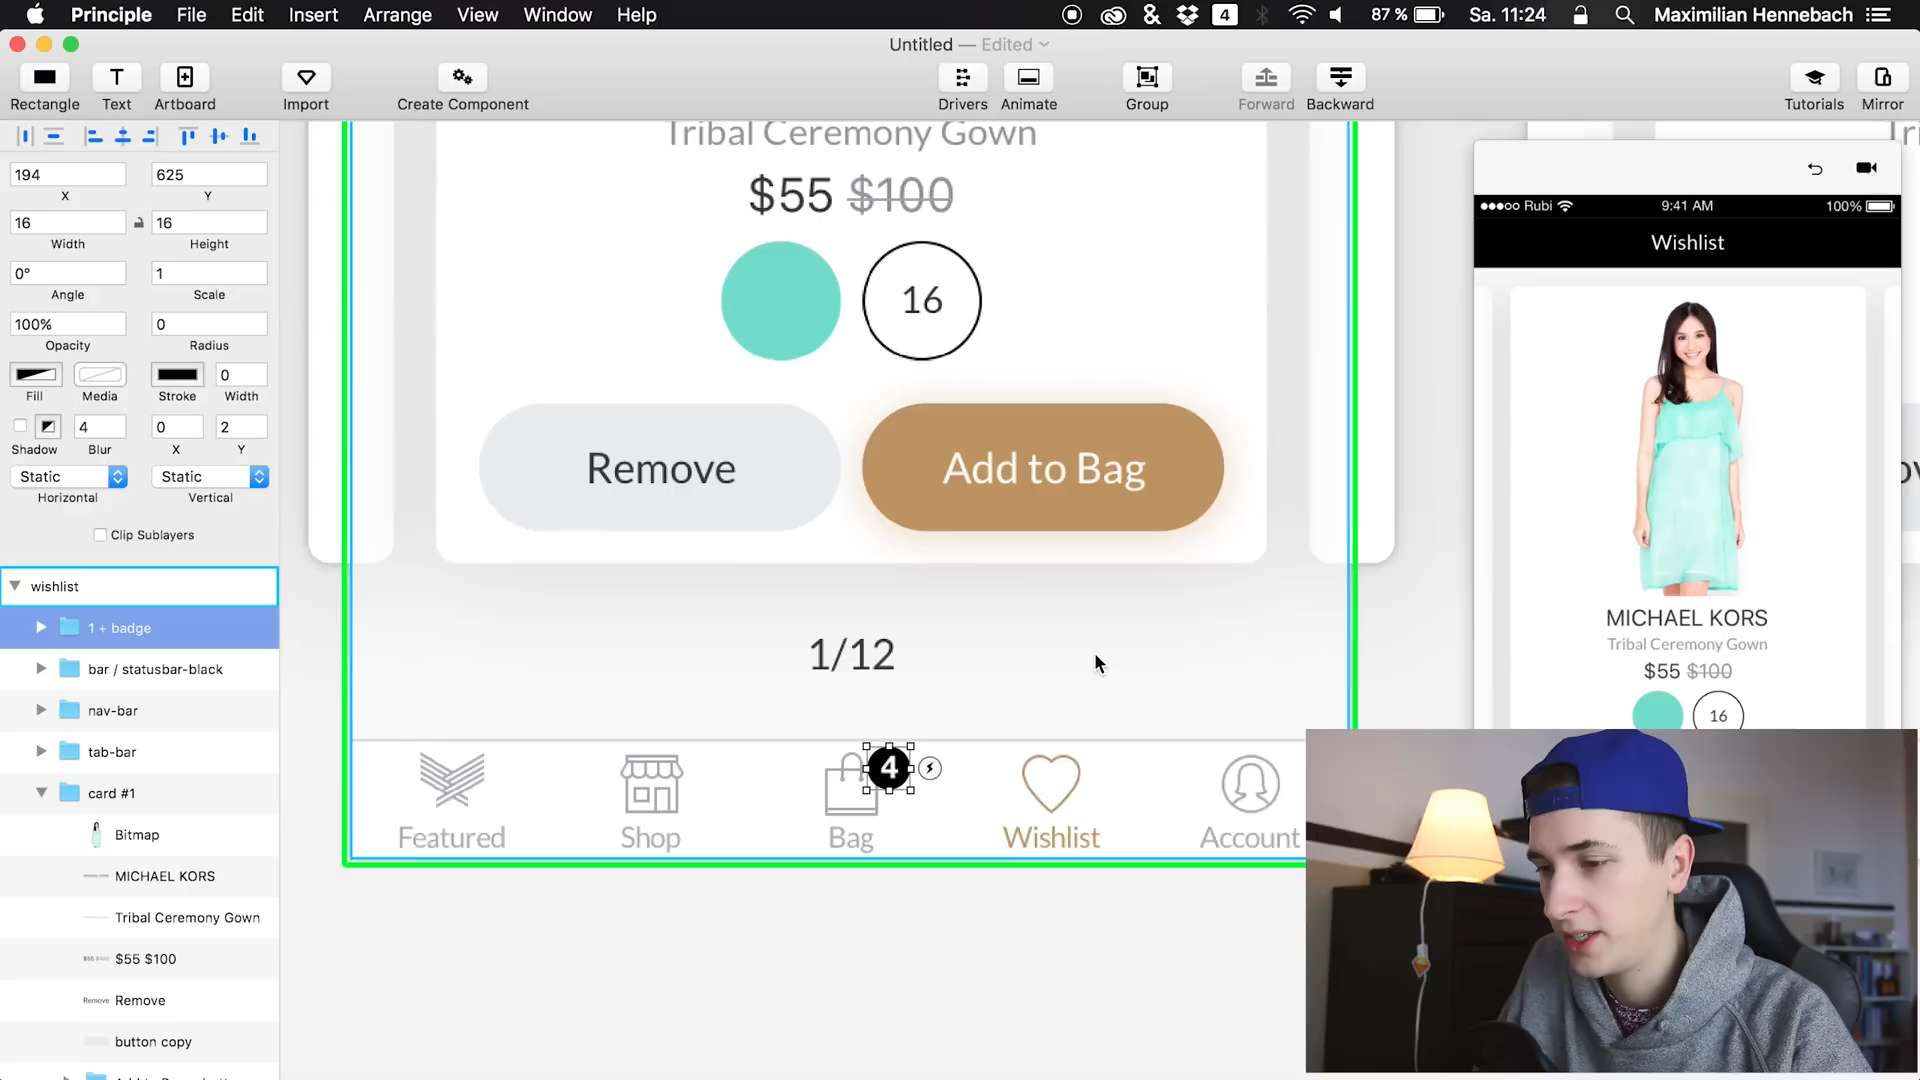 Principle File Edit Insert Arrange View Window Help 4 87 % Sa. 11:24 Maximilian Hennebach
Untitled — Edited
Rectangle Text Artboard Import Create Component Drivers Animate Group Forward Backward Tutorials Mirror
194 625
X Y
16 16
Width Height
0° 1
Angle Scale
100% 0
Opacity Radius
0
Fill Media Stroke Width
4 0 2
Shadow Blur X Y
Static Static
Horizontal Vertical
Clip Sublayers
wishlist
1 + badge
bar / statusbar-black
nav-bar
tab-bar
card #1
Bitmap
MICHAEL KORS
Tribal Ceremony Gown
$55 $100
Remove Remove
button copy
Tribal Ceremony Gown
$55 $100
16
Remove Add to Bag
1/12
4
Featured Shop Bag Wishlist Account
Rubi 9:41 AM 100%
Wishlist
MICHAEL KORS
Tribal Ceremony Gown
$55 $100
16